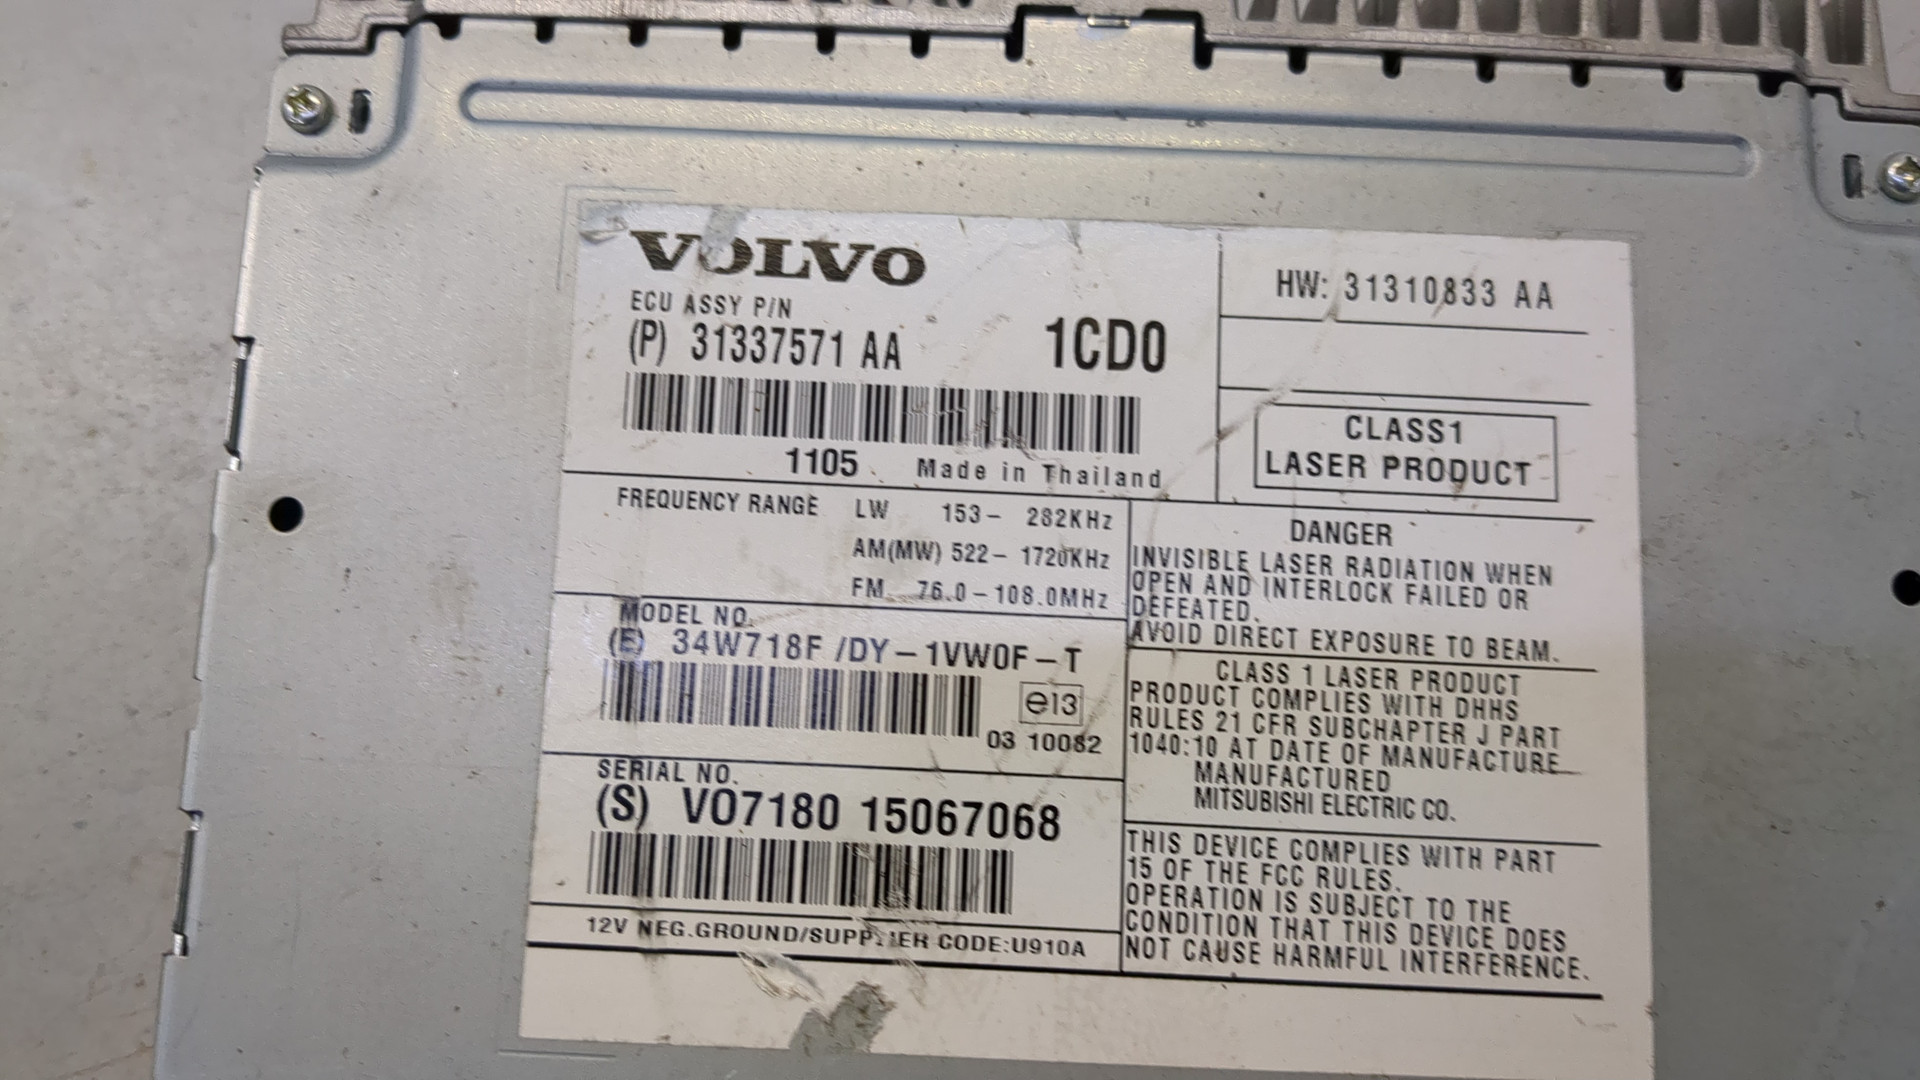 VOLVO
ECU ASSY P/N
(P) 31337571 AA 1CD0
1105 Made in Thailand
HW: 31310833 AA
CLASS1
LASER PRODUCT
FREQUENCY RANGE LW 153 – 282KHz
AM(MW) 522 – 1720KHz
FM 76.0 – 108.0MHz
MODEL NO.
(E) 34W718F /DY – 1VW0F – T
e13
03 10082
SERIAL NO.
(S) VO7180 15067068
12V NEG.GROUND/SUPPLIER CODE:U910A
DANGER
INVISIBLE LASER RADIATION WHEN
OPEN AND INTERLOCK FAILED OR
DEFEATED.
AVOID DIRECT EXPOSURE TO BEAM.
CLASS 1 LASER PRODUCT
PRODUCT COMPLIES WITH DHHS
RULES 21 CFR SUBCHAPTER J PART
1040:10 AT DATE OF MANUFACTURE
MANUFACTURED
MITSUBISHI ELECTRIC CO.
THIS DEVICE COMPLIES WITH PART
15 OF THE FCC RULES.
OPERATION IS SUBJECT TO THE
CONDITION THAT THIS DEVICE DOES
NOT CAUSE HARMFUL INTERFERENCE.